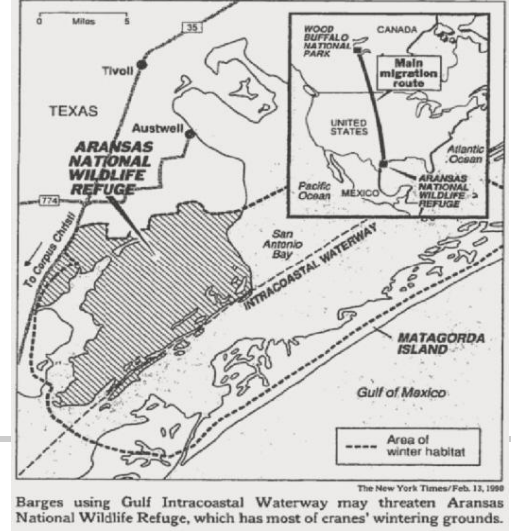 0 Miles 5
35
Tivoli
TEXAS
Austwell
ARANSAS
NATIONAL
WILDLIFE
REFUGE
774
To Corpus Christi
San
Antonio
Bay
INTRACOASTAL WATERWAY
MATAGORDA
ISLAND
Gulf of Mexico
WOOD
BUFFALO
NATIONAL
PARK
CANADA
Main
migration
route
UNITED
STATES
Atlantic
Ocean
Pacific
Ocean
MEXICO
ARANSAS
NATIONAL
WILDLIFE
REFUGE
Area of
winter habitat
The New York Times/Feb. 13, 1990
Barges using Gulf Intracoastal Waterway may threaten Aransas
National Wildlife Refuge, which has most of cranes' wintering grounds.